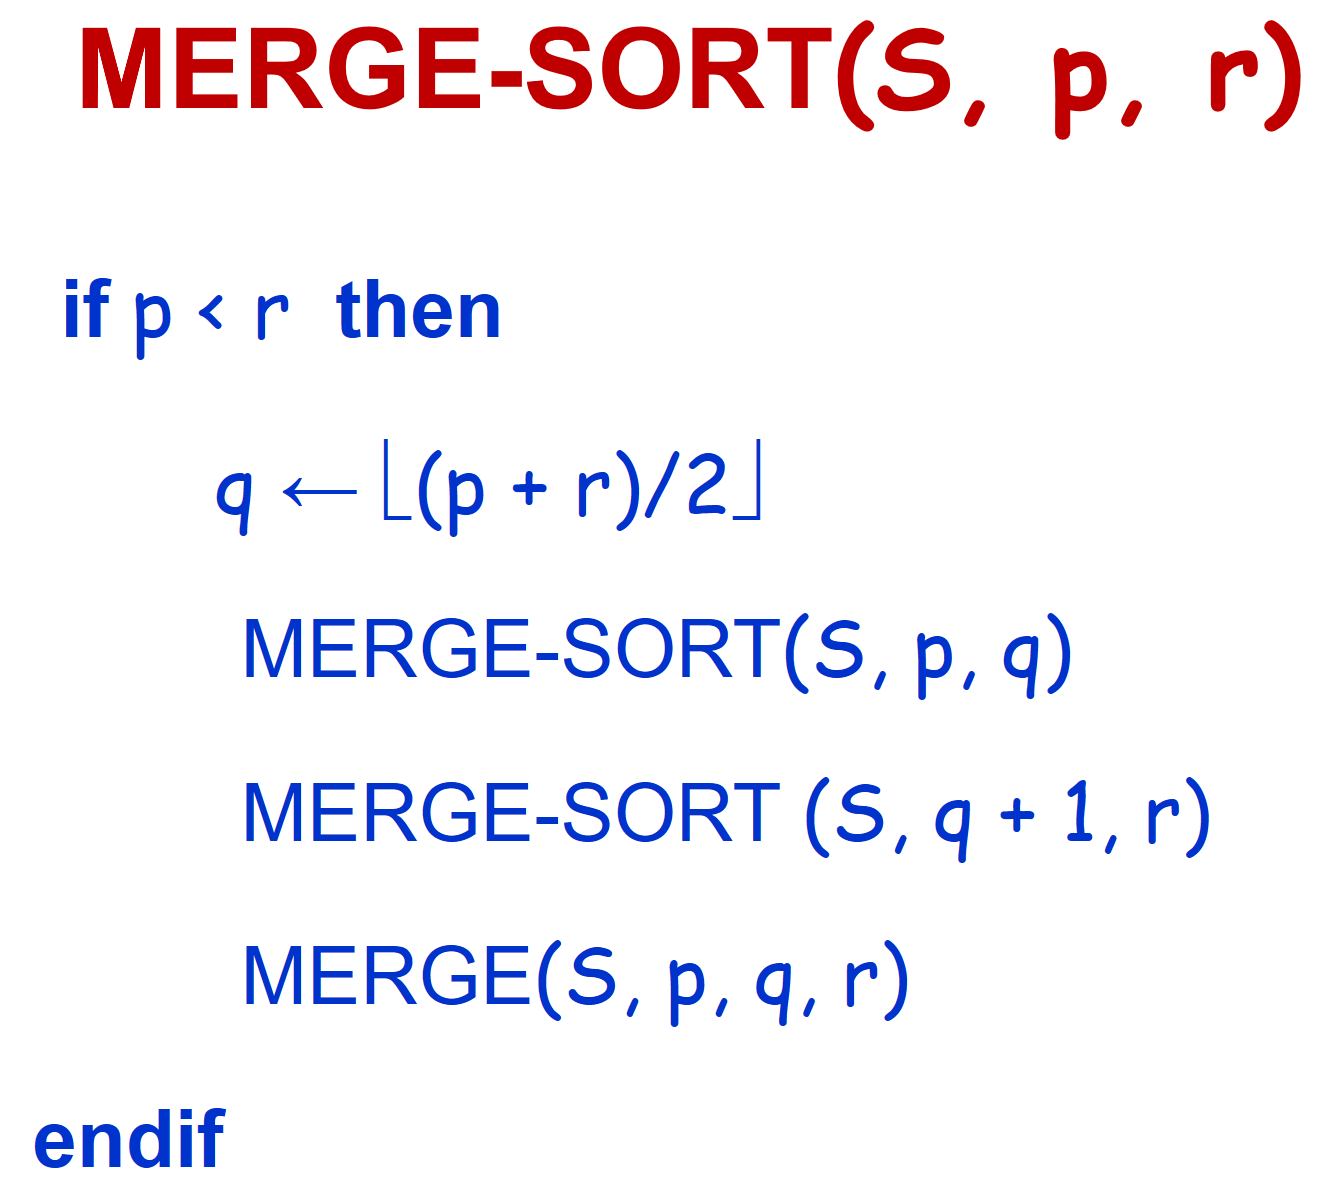 MERGE-SORT(S, p, r)
if p < r then
q ← ⌊(p + r)/2⌋
MERGE-SORT(S, p, q)
MERGE-SORT (S, q + 1, r)
MERGE(S, p, q, r)
endif